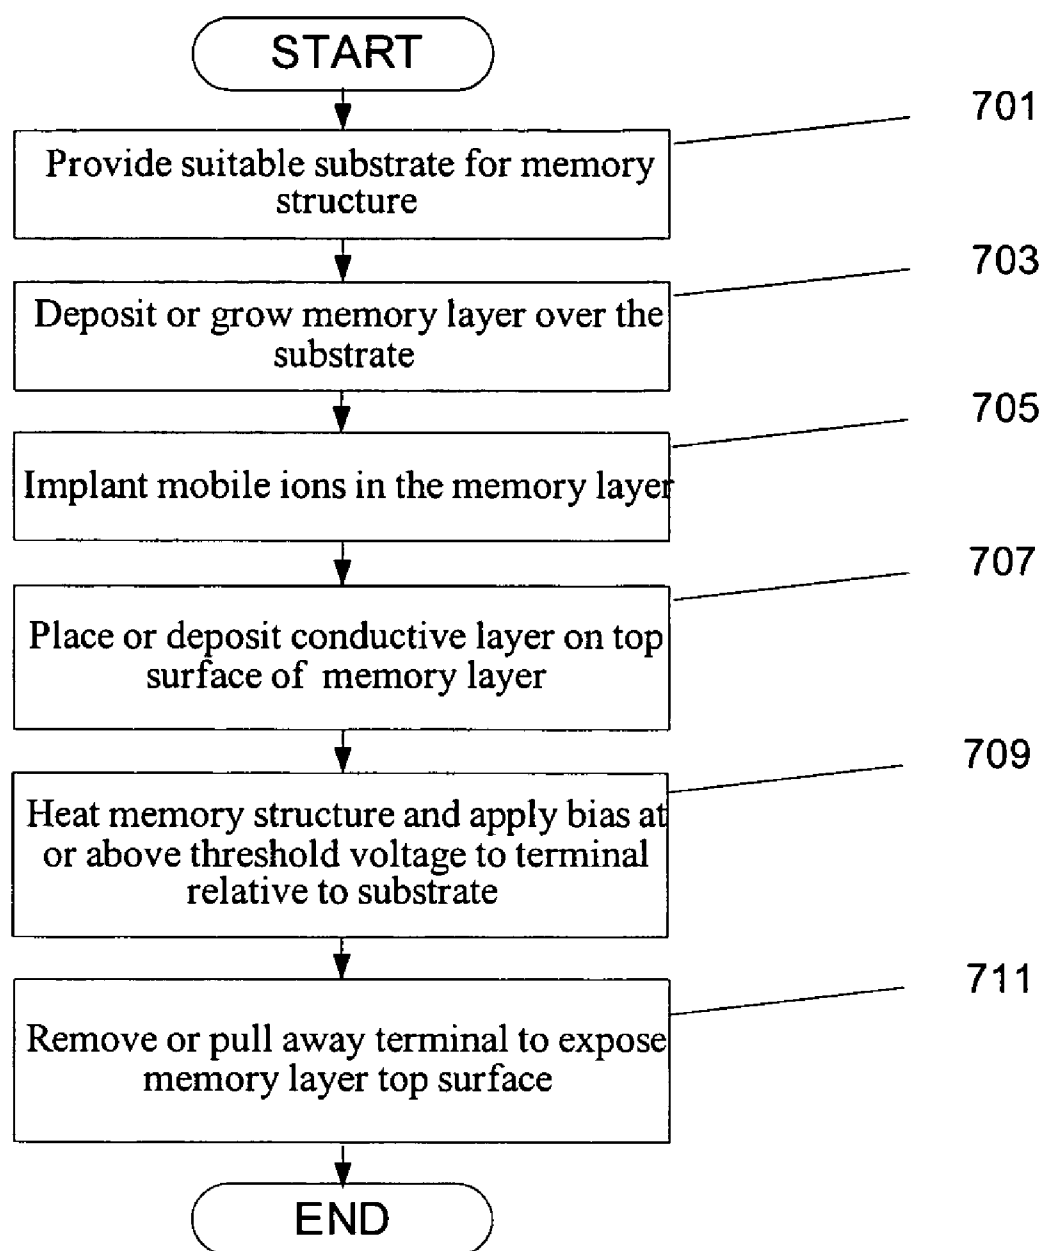 START
701
Provide suitable substrate for memory
structure
703
Deposit or grow memory layer over the
substrate
705
Implant mobile ions in the memory layer
707
Place or deposit conductive layer on top
surface of memory layer
709
Heat memory structure and apply bias at
or above threshold voltage to terminal
relative to substrate
711
Remove or pull away terminal to expose
memory layer top surface
END